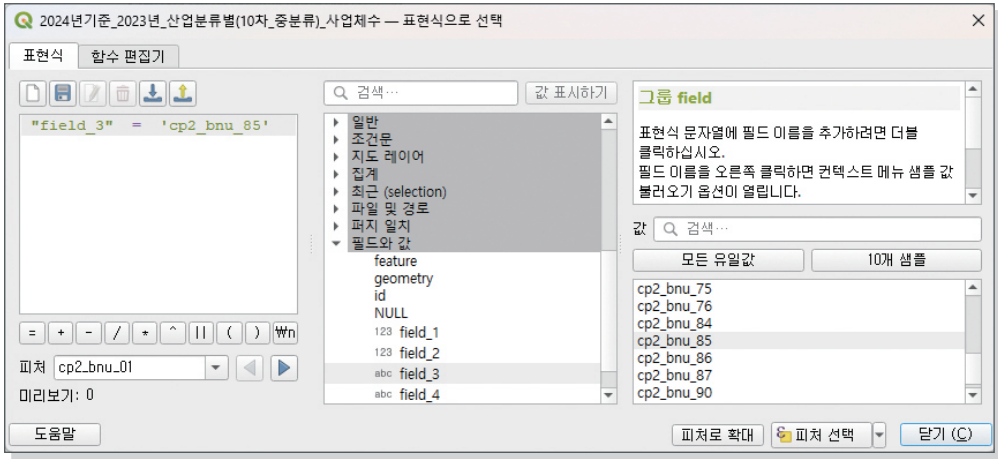 2024년기준_2023년_산업분류별(10차_중분류)_사업체수 — 표현식으로 선택
표현식
함수 편집기
"field_3" = 'cp2_bnu_85'
= + - / * ^ || ( ) ₩n
피처 cp2_bnu_01
미리보기: 0
검색…
값 표시하기
일반
조건문
지도 레이어
집계
최근 (selection)
파일 및 경로
퍼지 일치
필드와 값
feature
geometry
id
NULL
123 field_1
123 field_2
abc field_3
abc field_4
그룹 field
표현식 문자열에 필드 이름을 추가하려면 더블
클릭하십시오.
필드 이름을 오른쪽 클릭하면 컨텍스트 메뉴 샘플 값
불러오기 옵션이 열립니다.
값 검색…
모든 유일값
10개 샘플
cp2_bnu_75
cp2_bnu_76
cp2_bnu_84
cp2_bnu_85
cp2_bnu_86
cp2_bnu_87
cp2_bnu_90
도움말
피처로 확대
피처 선택
닫기 (C)